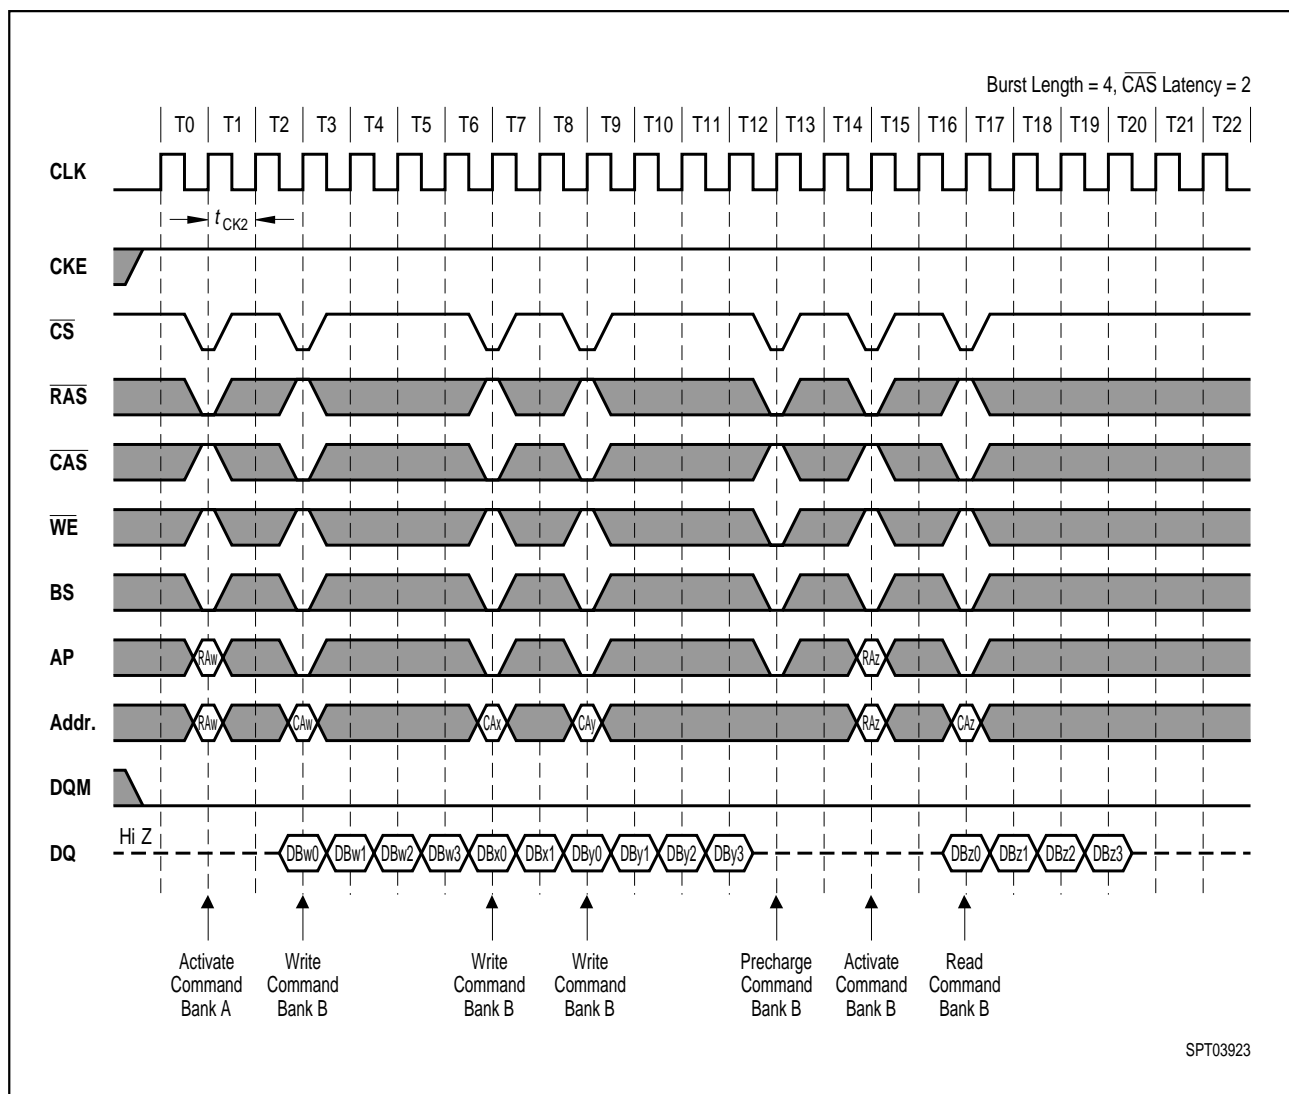 Burst Length = 4, CAS Latency = 2
T0 T1 T2 T3 T4 T5 T6 T7 T8 T9 T10 T11 T12 T13 T14 T15 T16 T17 T18 T19 T20 T21 T22
CLK
t CK2
CKE
CS
RAS
CAS
WE
BS
AP RAw RAz
Addr. RAw CAw CAx CAy RAz CAz
DQM
Hi Z
DQ DBw0 DBw1 DBw2 DBw3 DBx0 DBx1 DBy0 DBy1 DBy2 DBy3 DBz0 DBz1 DBz2 DBz3
Activate Command Bank A
Write Command Bank B
Write Command Bank B
Write Command Bank B
Precharge Command Bank B
Activate Command Bank B
Read Command Bank B
SPT03923